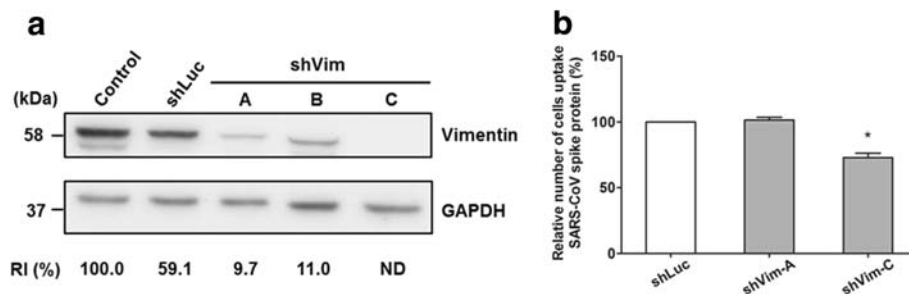 a
Control
shLuc
shVim
(kDa)
A B C
58
Vimentin
37
GAPDH
RI (%) 100.0 59.1 9.7 11.0 ND
b
Relative number of cells uptake
SARS-CoV spike protein (%)
150
100
50
0
*
shLuc
shVim-A
shVim-C